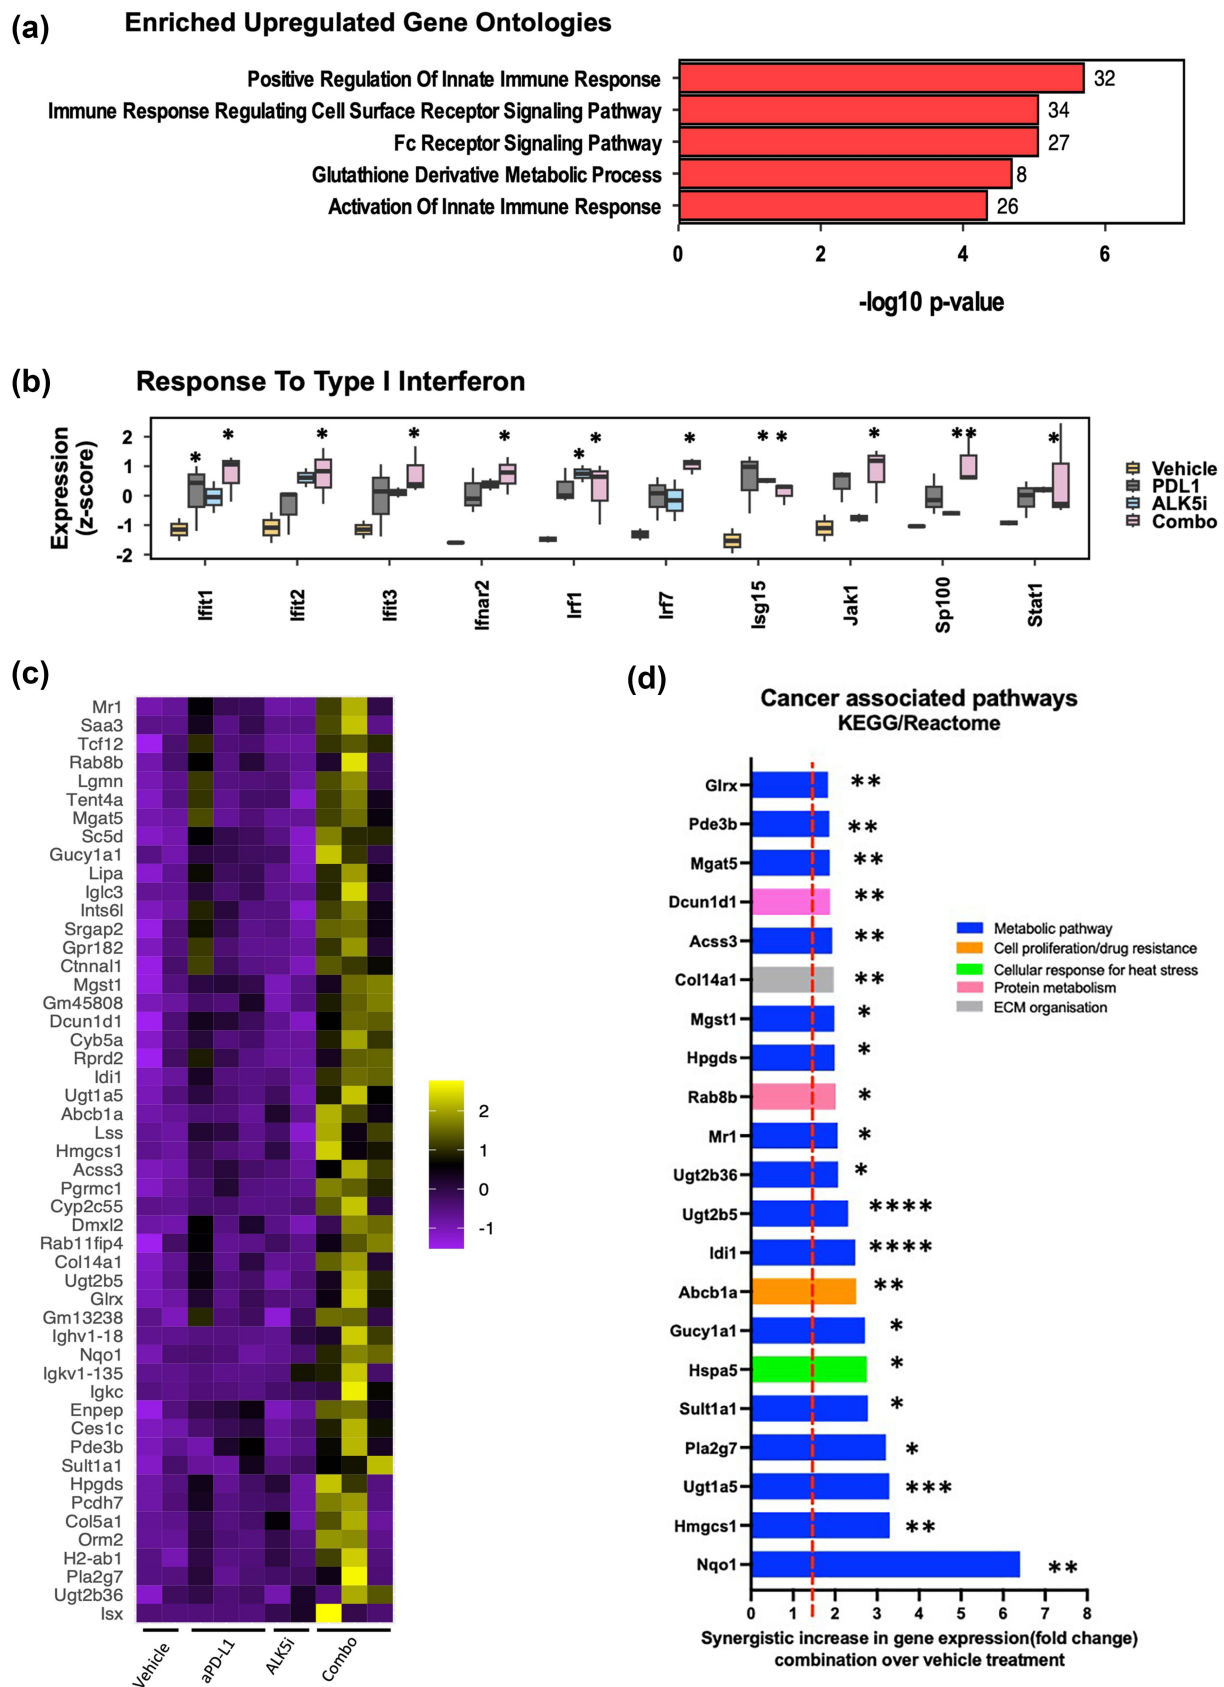 (a)
Enriched Upregulated Gene Ontologies
Positive Regulation Of Innate Immune Response
32
Immune Response Regulating Cell Surface Receptor Signaling Pathway
34
Fc Receptor Signaling Pathway
27
Glutathione Derivative Metabolic Process
8
Activation Of Innate Immune Response
26
0 2 4 6
-log10 p-value
(b)
Response To Type I Interferon
Expression
(z-score)
2
1
0
-1
-2
* * * * * * * * * * * * ** *
Vehicle
PDL1
ALK5i
Combo
Ifit1 Ifit2 Ifit3 Ifnar2 Irf1 Irf7 Isg15 Jak1 Sp100 Stat1
(c)
Mr1
Saa3
Tcf12
Rab8b
Lgmn
Tent4a
Mgat5
Sc5d
Gucy1a1
Lipa
Iglc3
Ints6l
Srgap2
Gpr182
Ctnnal1
Mgst1
Gm45808
Dcun1d1
Cyb5a
Rprd2
Idi1
Ugt1a5
Abcb1a
Lss
Hmgcs1
Acss3
Pgrmc1
Cyp2c55
Dmxl2
Rab11fip4
Col14a1
Ugt2b5
Glrx
Gm13238
Ighv1-18
Nqo1
Igkv1-135
Igkc
Enpep
Ces1c
Pde3b
Sult1a1
Hpgds
Pcdh7
Col5a1
Orm2
H2-ab1
Pla2g7
Ugt2b36
Isx
Vehicle aPD-L1 ALK5i Combo
2
1
0
-1
(d)
Cancer associated pathways
KEGG/Reactome
Glrx **
Pde3b **
Mgat5 **
Dcun1d1 **
Acss3 **
Col14a1 **
Mgst1 *
Hpgds *
Rab8b *
Mr1 *
Ugt2b36 *
Ugt2b5 ****
Idi1 ****
Abcb1a **
Gucy1a1 *
Hspa5 *
Sult1a1 *
Pla2g7 *
Ugt1a5 ***
Hmgcs1 **
Nqo1 **
Metabolic pathway
Cell proliferation/drug resistance
Cellular response for heat stress
Protein metabolism
ECM organisation
0 1 2 3 4 5 6 7 8
Synergistic increase in gene expression(fold change)
combination over vehicle treatment